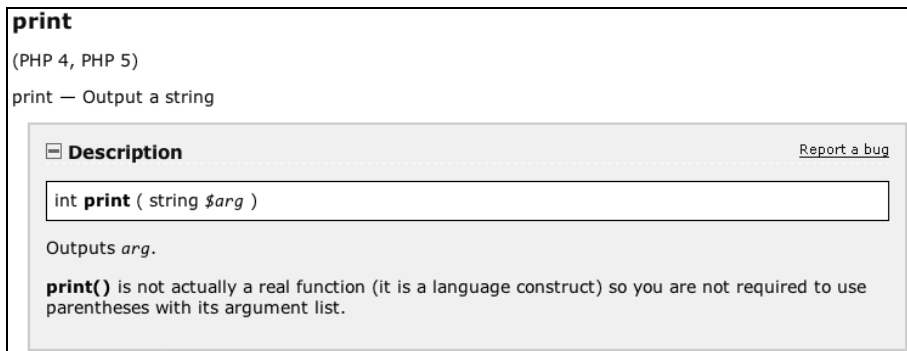 print
(PHP 4, PHP 5)
print — Output a string
Description
Report a bug
int print ( string $arg )
Outputs arg.
print() is not actually a real function (it is a language construct) so you are not required to use
parentheses with its argument list.